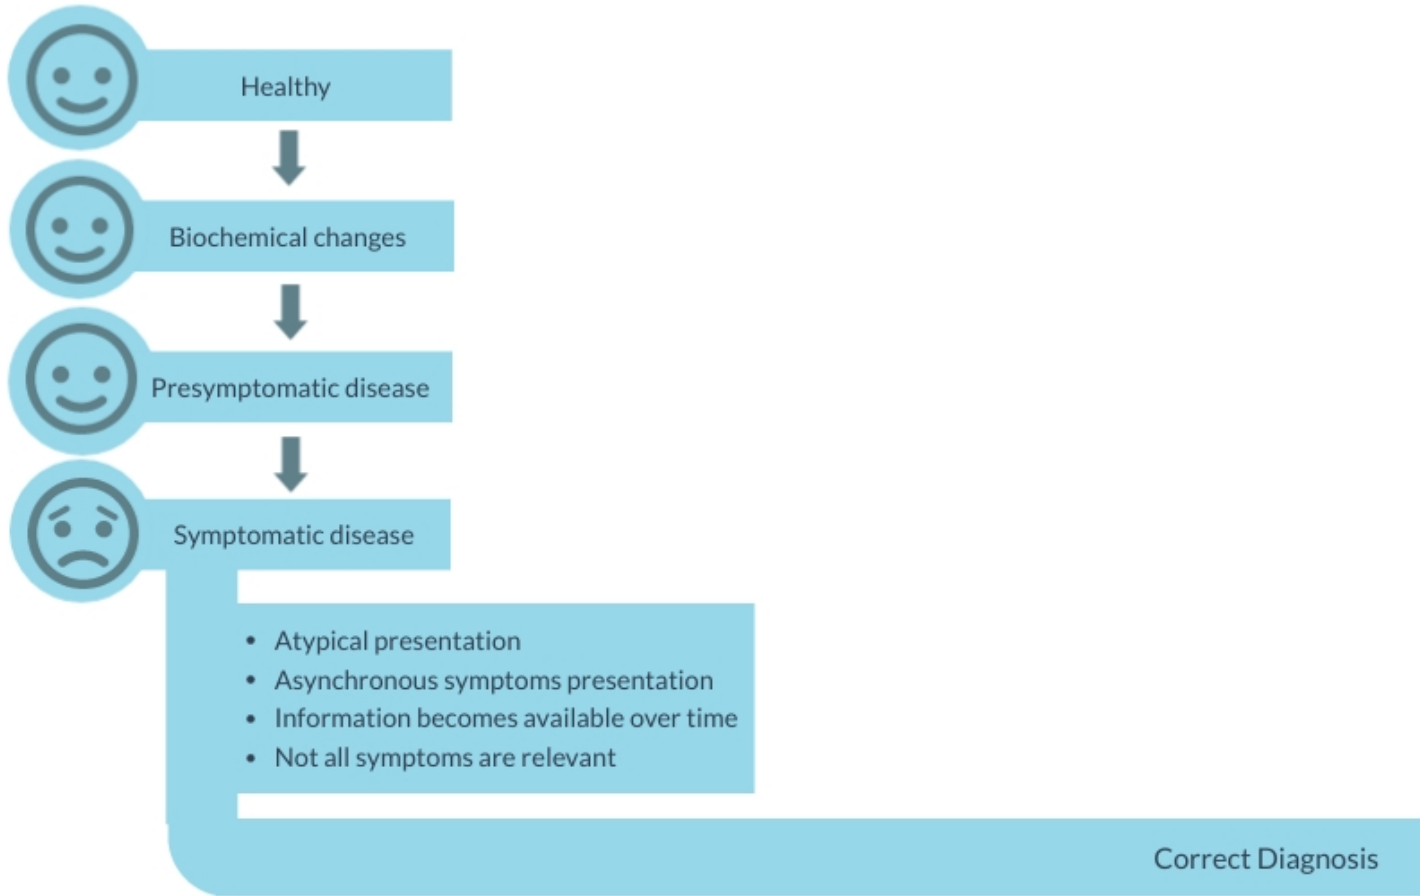 Healthy
Biochemical changes
Presymptomatic disease
Symptomatic disease
• Atypical presentation
• Asynchronous symptoms presentation
• Information becomes available over time
• Not all symptoms are relevant
Correct Diagnosis